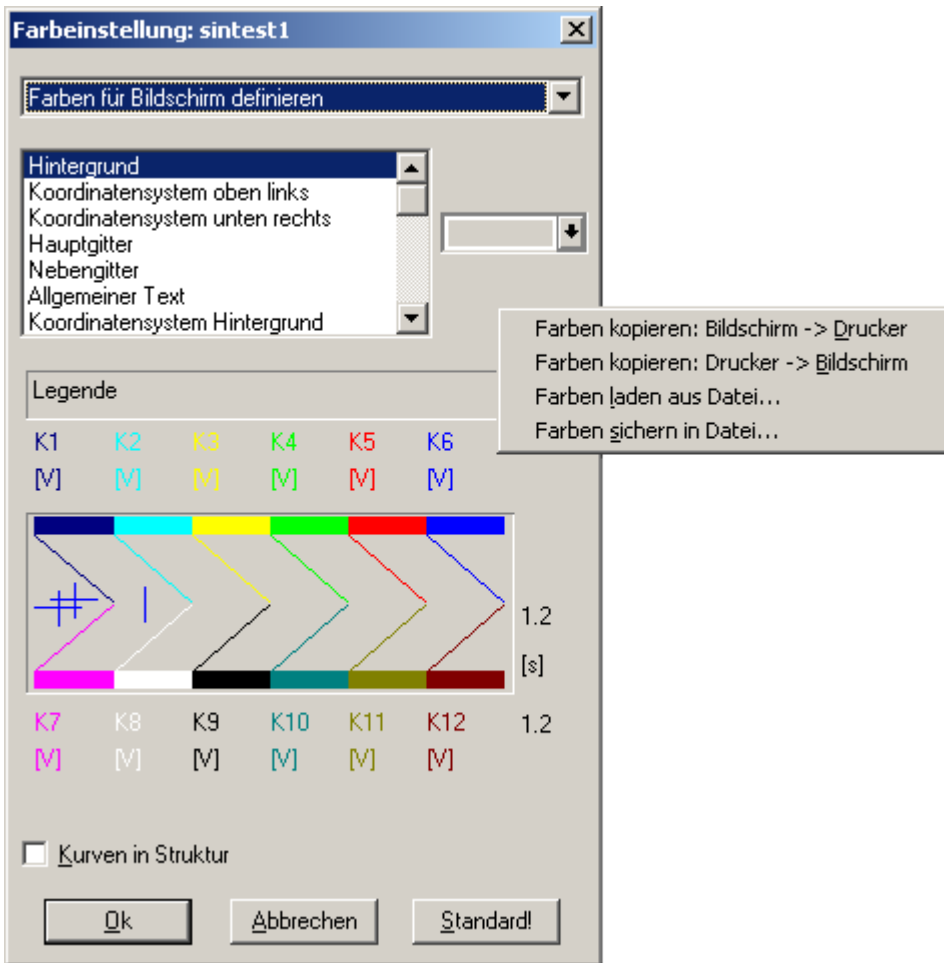 Farbeinstellung: sintest1
Farben für Bildschirm definieren
Hintergrund
Koordinatensystem oben links
Koordinatensystem unten rechts
Hauptgitter
Nebengitter
Allgemeiner Text
Koordinatensystem Hintergrund
Farben kopieren: Bildschirm -> Drucker
Farben kopieren: Drucker -> Bildschirm
Farben laden aus Datei...
Farben sichern in Datei...
Legende
K1 K2 K3 K4 K5 K6
[V] [V] [V] [V] [V] [V]
1.2
[s]
K7 K8 K9 K10 K11 K12 1.2
[V] [V] [V] [V] [V] [V]
Kurven in Struktur
Ok Abbrechen Standard!